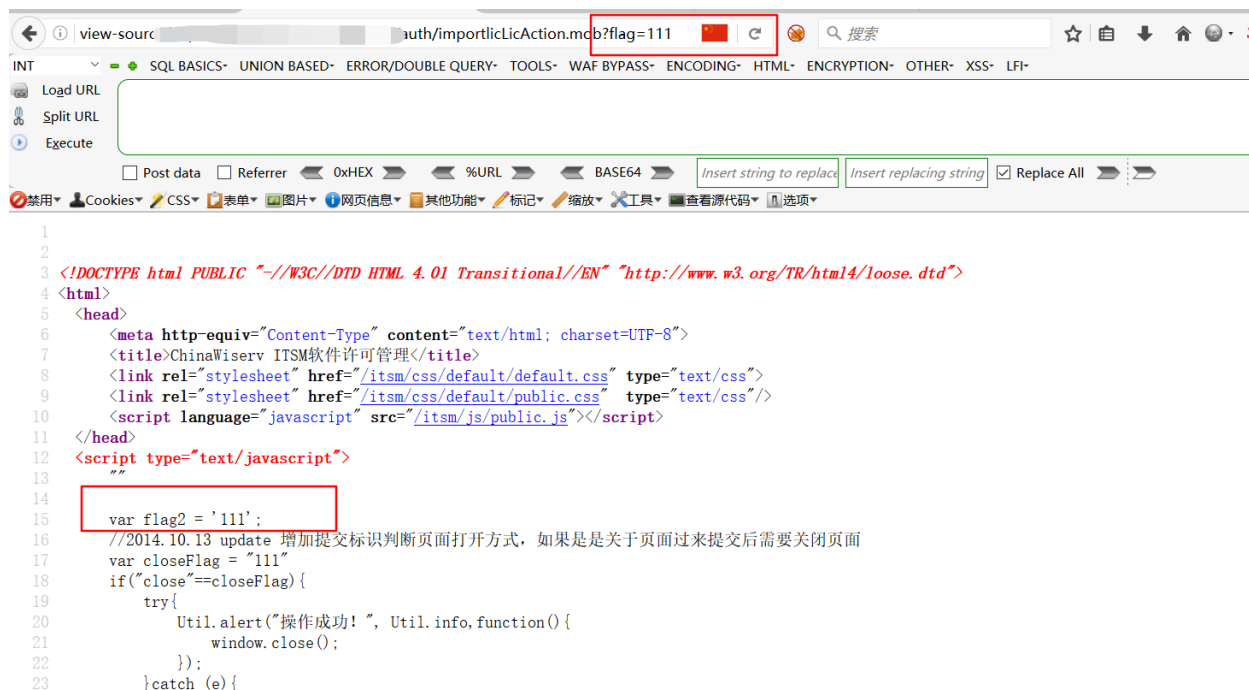 view-sourc auth/importlicLicAction.mob?flag=111 搜索
INT SQL BASICS UNION BASED ERROR/DOUBLE QUERY TOOLS WAF BYPASS ENCODING HTML ENCRYPTION OTHER XSS LFI
Load URL
Split URL
Execute
Post data Referrer 0xHEX %URL BASE64 Insert string to replace Insert replacing string Replace All
禁用 Cookies CSS 表单 图片 网页信息 其他功能 标记 缩放 工具 查看源代码 选项
1
2
3 <!DOCTYPE html PUBLIC "-//W3C//DTD HTML 4.01 Transitional//EN" "http://www.w3.org/TR/html4/loose.dtd">
4 <html>
5 <head>
6 <meta http-equiv="Content-Type" content="text/html; charset=UTF-8">
7 <title>ChinaWiserv ITSM软件许可管理</title>
8 <link rel="stylesheet" href="/itsm/css/default/default.css" type="text/css">
9 <link rel="stylesheet" href="/itsm/css/default/public.css" type="text/css"/>
10 <script language="javascript" src="/itsm/js/public.js"></script>
11 </head>
12 <script type="text/javascript">
13 ""
14
15 var flag2 = '111';
16 //2014.10.13 update 增加提交标识判断页面打开方式，如果是是关于页面过来提交后需要关闭页面
17 var closeFlag = "111"
18 if("close"==closeFlag){
19 try{
20 Util.alert("操作成功！", Util.info,function(){
21 window.close();
22 });
23 }catch (e){